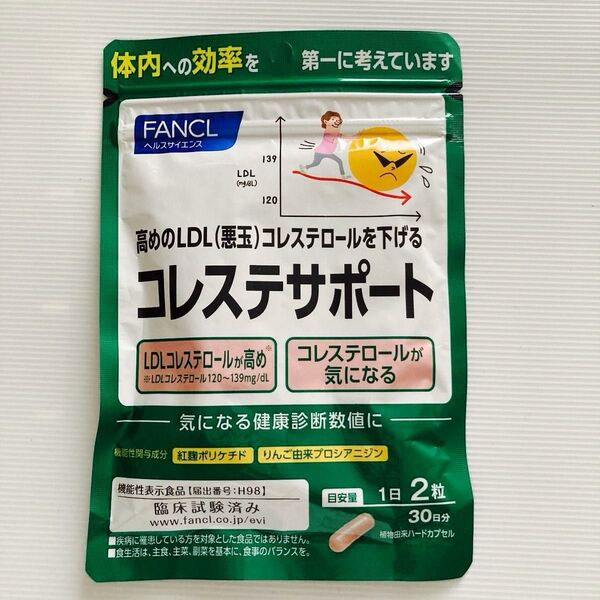 体内への効率を 第一に考えています
FANCL
ヘルスサイエンス
139
LDL
(mg/dL)
120
高めのLDL(悪玉)コレステロールを下げる
コレステサポート
LDLコレステロールが高め※
※LDLコレステロール120～139mg/dL
コレステロールが
気になる
気になる健康診断数値に
機能性関与成分 紅麹ポリケチド りんご由来プロシアニジン
機能性表示食品【届出番号:H98】
臨床試験済み
www.fancl.co.jp/evi
目安量 1日 2粒
30日分
植物由来ハードカプセル
■疾病に罹患している方を対象とした食品ではありません。
■食生活は、主食、主菜、副菜を基本に、食事のバランスを。